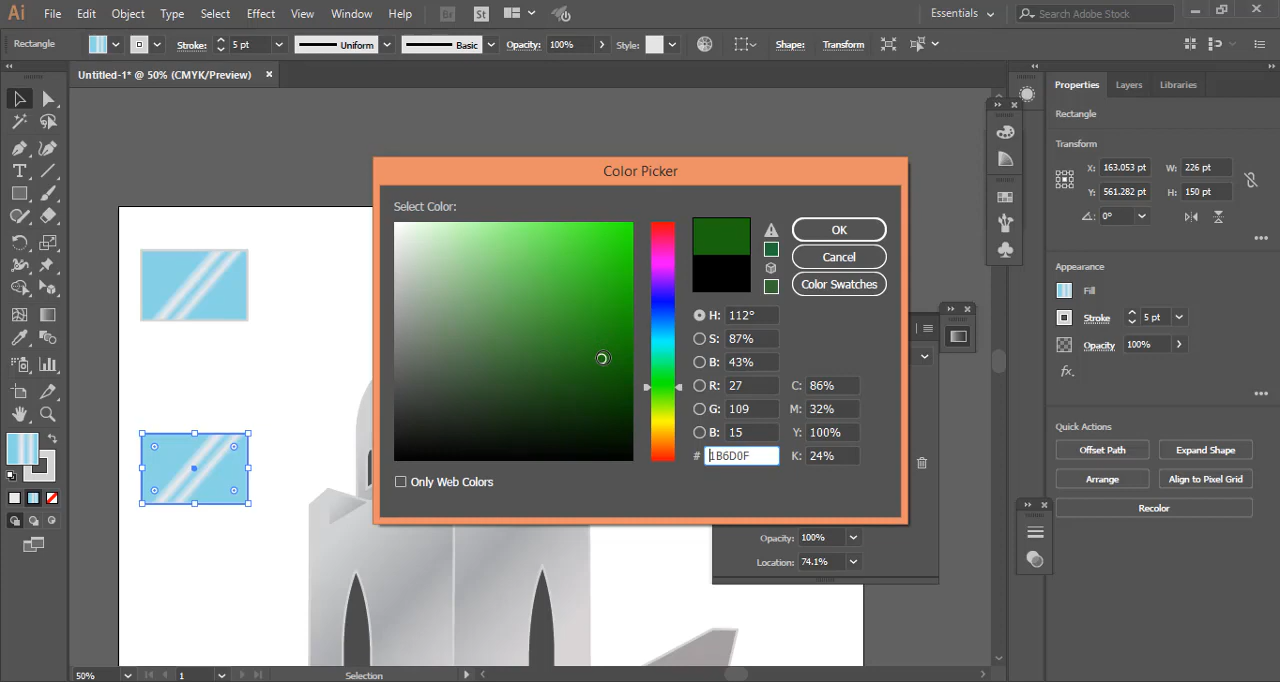 Ai File Edit Object Type Select Effect View Window Help Br St Essentials Search Adobe Stock
Rectangle Stroke: 5 pt Uniform Basic Opacity: 100% Style: Shape: Transform
Untitled-1* @ 50% (CMYK/Preview)
Properties Layers Libraries
Rectangle
Transform
X: 163.053 pt W: 226 pt
Y: 561.282 pt H: 150 pt
0°
Appearance
Fill
Stroke 5 pt
Opacity 100%
fx.
Quick Actions
Offset Path Expand Shape
Arrange Align to Pixel Grid
Recolor
Color Picker
Select Color:
OK
Cancel
Color Swatches
H: 112°
S: 87%
B: 43%
R: 27 C: 86%
G: 109 M: 32%
B: 15 Y: 100%
# 1B6D0F K: 24%
Only Web Colors
Opacity: 100%
Location: 74.1%
50% 1 Selection